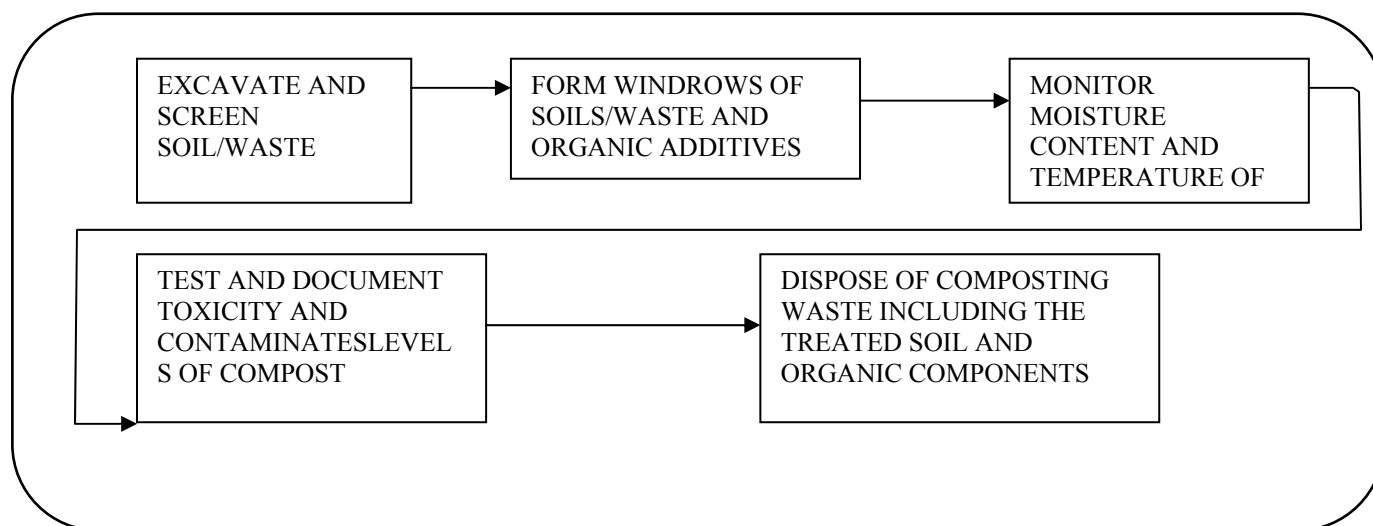 EXCAVATE AND
SCREEN
SOIL/WASTE
FORM WINDROWS OF
SOILS/WASTE AND
ORGANIC ADDITIVES
MONITOR
MOISTURE
CONTENT AND
TEMPERATURE OF
TEST AND DOCUMENT
TOXICITY AND
CONTAMINATESLEVEL
S OF COMPOST
DISPOSE OF COMPOSTING
WASTE INCLUDING THE
TREATED SOIL AND
ORGANIC COMPONENTS